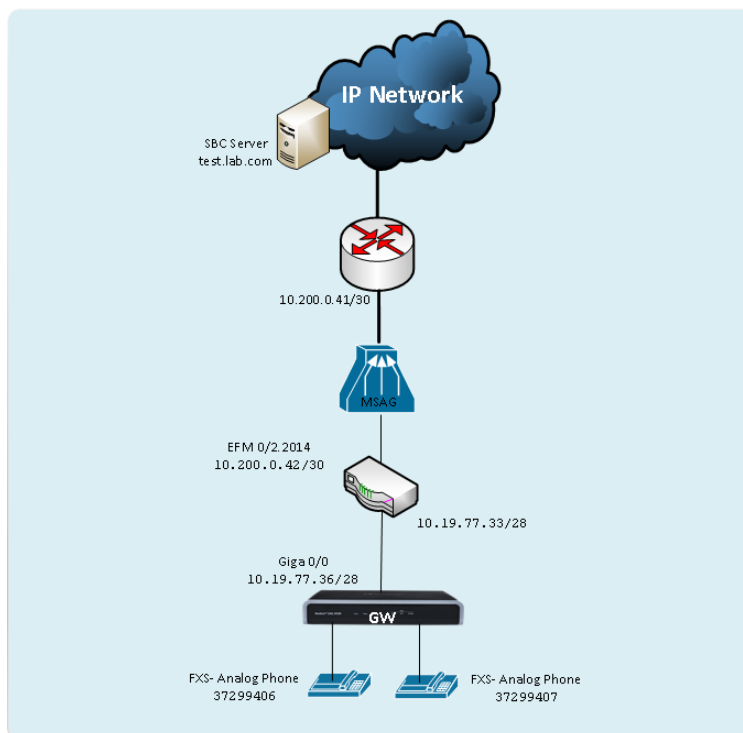 IP Network
SBC Server
test.lab.com
10.200.0.41/30
MSAG
EFM 0/2.2014
10.200.0.42/30
10.19.77.33/28
Giga 0/0
10.19.77.36/28
GW
FXS- Analog Phone
37299406
FXS- Analog Phone
37299407